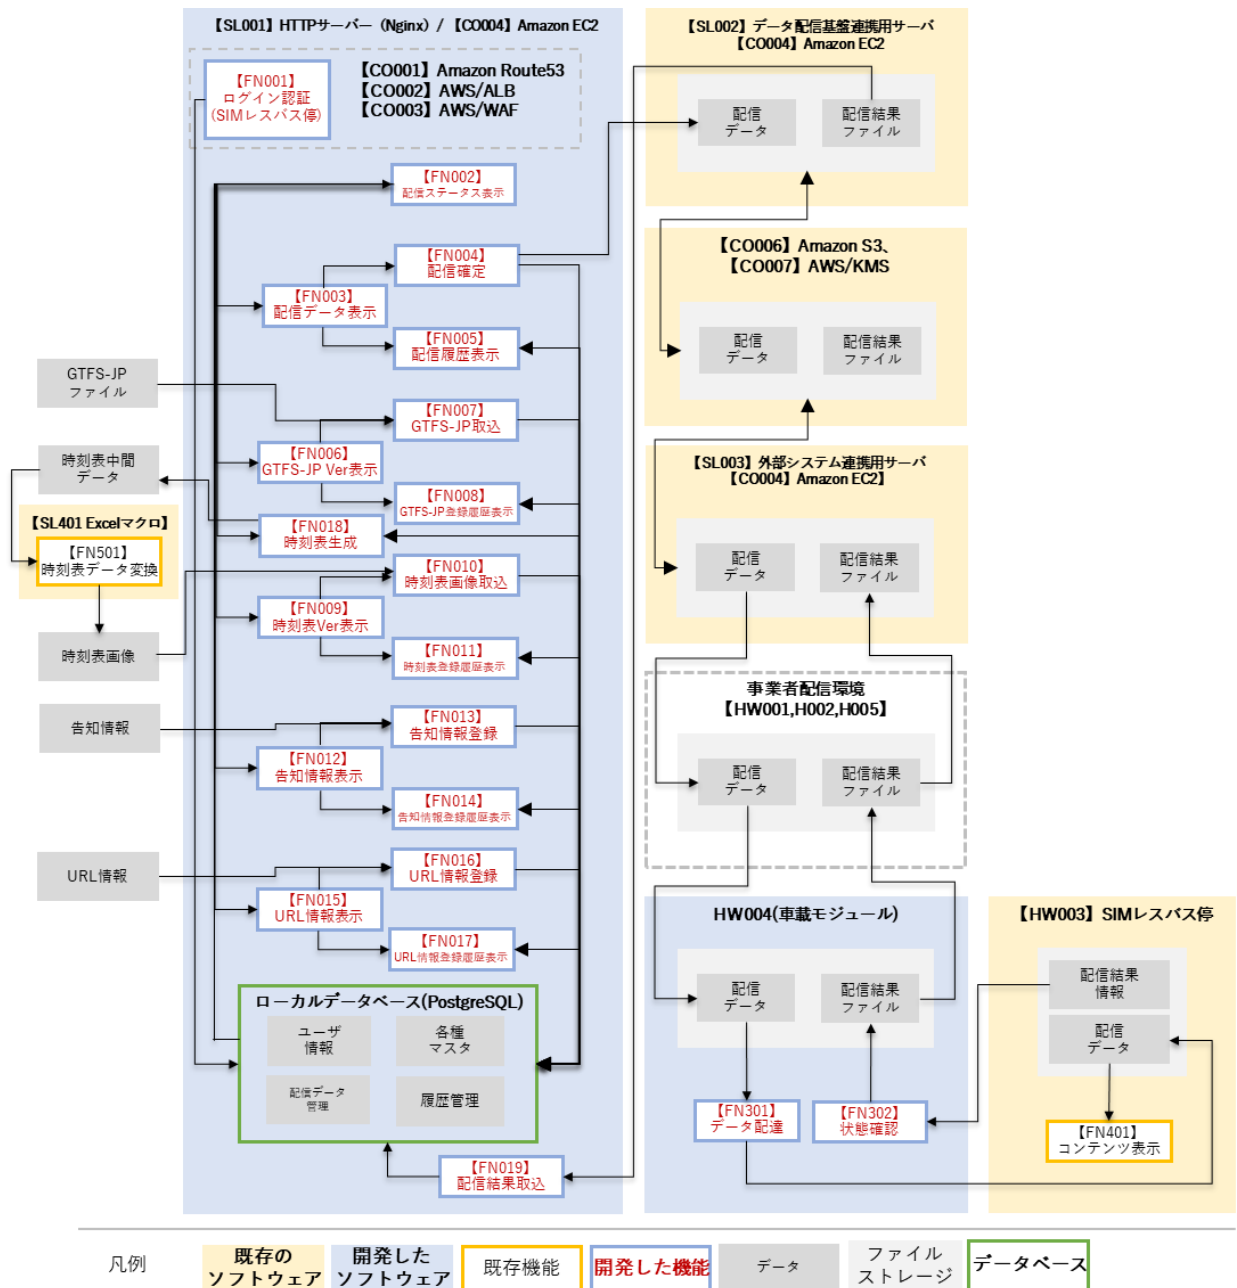 【SL001】HTTPサーバー（Nginx）/ 【CO004】Amazon EC2
【FN001】
ログイン認証
(SIMレスバス停)
【CO001】Amazon Route53
【CO002】AWS/ALB
【CO003】AWS/WAF
【FN002】
配信ステータス表示
【FN004】
配信確定
【FN003】
配信データ表示
【FN005】
配信履歴表示
GTFS-JP
ファイル
【FN007】
GTFS-JP取込
【FN006】
GTFS-JP Ver表示
時刻表中間
データ
【FN008】
GTFS-JP登録履歴表示
【SL401 Excelマクロ】
【FN501】
時刻表データ変換
【FN018】
時刻表生成
【FN010】
時刻表画像取込
【FN009】
時刻表Ver表示
時刻表画像
【FN011】
時刻表登録履歴表示
告知情報
【FN013】
告知情報登録
【FN012】
告知情報表示
【FN014】
告知情報登録履歴表示
URL情報
【FN016】
URL情報登録
【FN015】
URL情報表示
【FN017】
URL情報登録履歴表示
ローカルデータベース(PostgreSQL)
ユーザ
情報
各種
マスタ
配信データ
管理
履歴管理
【FN019】
配信結果取込
【SL002】データ配信基盤連携用サーバ
【CO004】Amazon EC2
配信
データ
配信結果
ファイル
【CO006】Amazon S3、
【CO007】AWS/KMS
配信
データ
配信結果
ファイル
【SL003】外部システム連携用サーバ
【CO004】Amazon EC2】
配信
データ
配信結果
ファイル
事業者配信環境
【HW001,H002,H005】
配信
データ
配信結果
ファイル
HW004(車載モジュール)
配信
データ
配信結果
ファイル
【FN301】
データ配達
【FN302】
状態確認
【HW003】SIMレスバス停
配信結果
情報
配信
データ
【FN401】
コンテンツ表示
凡例
既存の
ソフトウェア
開発した
ソフトウェア
既存機能
開発した機能
データ
ファイル
ストレージ
データベース